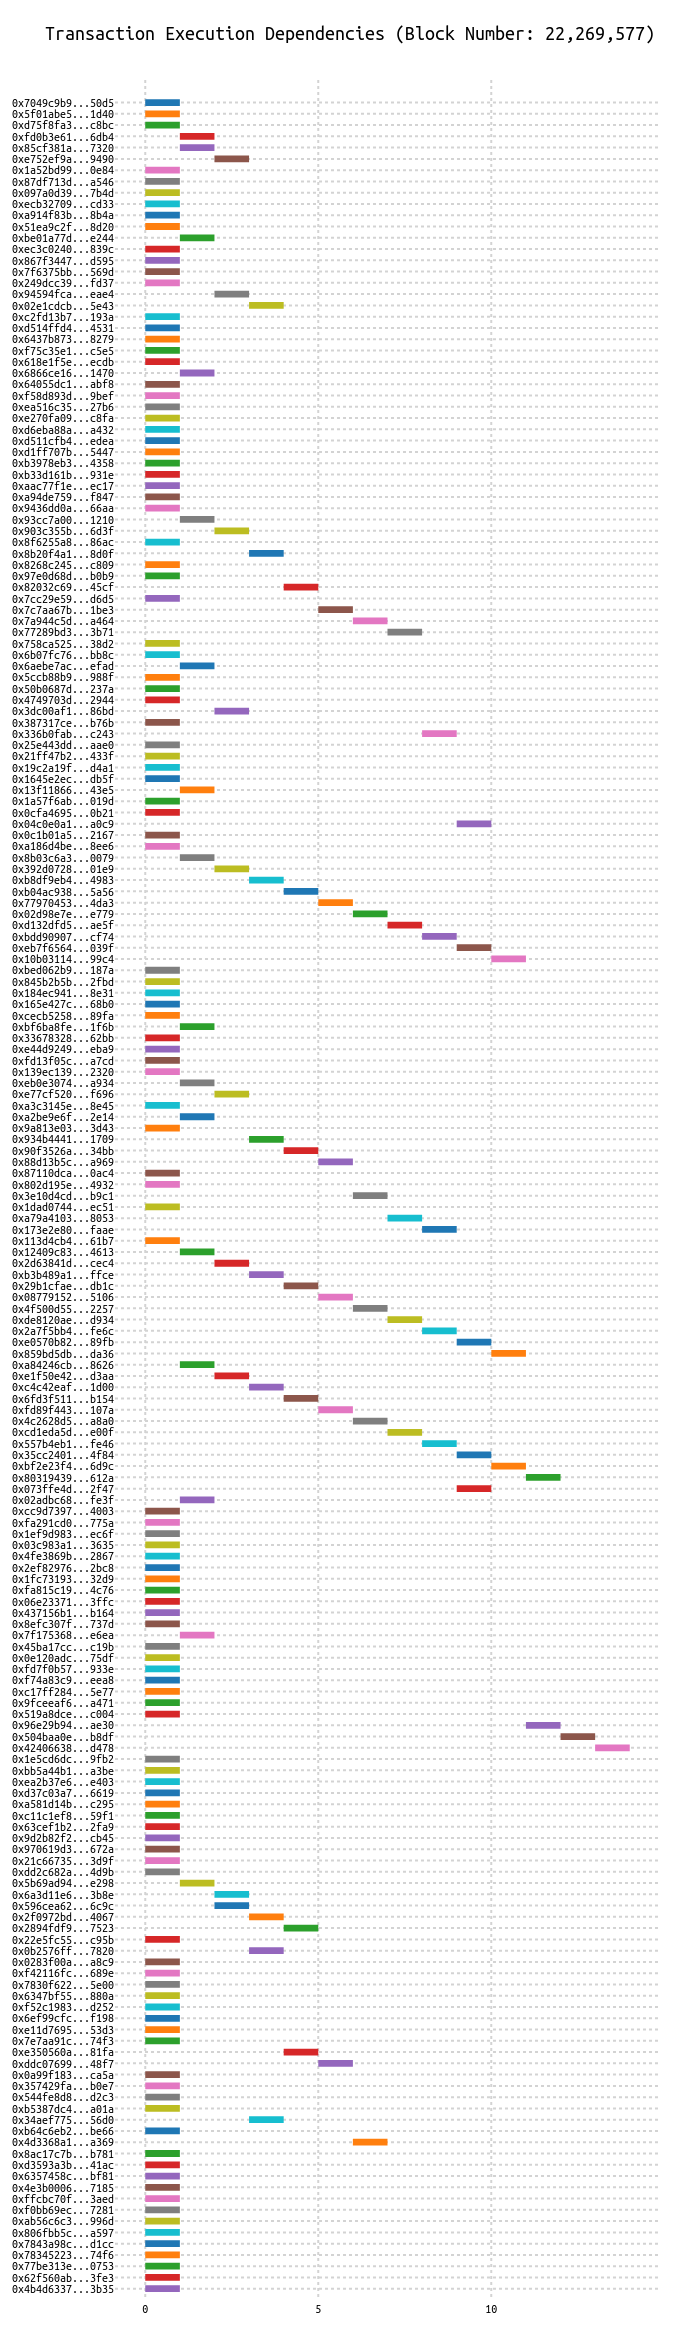 Transaction Execution Dependencies (Block Number: 22,269,577)
0x7049c9b9...50d5
0x5f01abe5...1d40
0xd75f8fa3...c8bc
0xfd0b3e61...6db4
0x85cf381a...7320
0xe752ef9a...9490
0x1a52bd99...0e84
0x87df713d...a546
0x097a0d39...7b4d
0xecb32709...cd33
0xa914f83b...8b4a
0x51ea9c2f...8d20
0xbe01a77d...e244
0xec3c0240...839c
0x867f3447...d595
0x7f6375bb...569d
0x249dcc39...fd37
0x94594fca...eae4
0x02e1cdcb...5e43
0xc2fd13b7...193a
0xd514ffd4...4531
0x6437b873...8279
0xf75c35e1...c5e5
0x618e1f5e...ecdb
0x6866ce16...1470
0x64055dc1...abf8
0xf58d893d...9bef
0xea516c35...27b6
0xe270fa09...c8fa
0xd6eba88a...a432
0xd511cfb4...edea
0xd1ff707b...5447
0xb3978eb3...4358
0xb33d161b...931e
0xaac77f1e...ec17
0xa94de759...f847
0x9436dd0a...66aa
0x93cc7a00...1210
0x903c355b...6d3f
0x8f6255a8...86ac
0x8b20f4a1...8d0f
0x8268c245...c809
0x97e0d68d...b0b9
0x82032c69...45cf
0x7cc29e59...d6d5
0x7c7aa67b...1be3
0x7a944c5d...a464
0x77289bd3...3b71
0x758ca525...38d2
0x6b07fc76...bb8c
0x6aebe7ac...efad
0x5ccb88b9...988f
0x50b0687d...237a
0x4749703d...2944
0x3dc00af1...86bd
0x387317ce...b76b
0x336b0fab...c243
0x25e443dd...aae0
0x21ff47b2...433f
0x19c2a19f...d4a1
0x1645e2ec...db5f
0x13f11866...43e5
0x1a57f6ab...019d
0x0cfa4695...0b21
0x04c0e0a1...a0c9
0x0c1b01a5...2167
0xa186d4be...8ee6
0x8b03c6a3...0079
0x392d0728...01e9
0xb8df9eb4...4983
0xb04ac938...5a56
0x77970453...4da3
0x02d98e7e...e779
0xd132dfd5...ae5f
0xbdd90907...cf74
0xeb7f6564...039f
0x10b03114...99c4
0xbed062b9...187a
0x845b2b5b...2fbd
0x184ec941...8e31
0x165e427c...68b0
0xcecb5258...89fa
0xbf6ba8fe...1f6b
0x33678328...62bb
0xe44d9249...eba9
0xfd13f05c...a7cd
0x139ec139...2320
0xeb0e3074...a934
0xe77cf520...f696
0xa3c3145e...8e45
0xa2be9e6f...2e14
0x9a813e03...3d43
0x934b4441...1709
0x90f3526a...34bb
0x88d13b5c...a969
0x87110dca...0ac4
0x802d195e...4932
0x3e10d4cd...b9c1
0x1dad0744...ec51
0xa79a4103...8053
0x173e2e80...faae
0x113d4cb4...61b7
0x12409c83...4613
0x2d63841d...cec4
0xb3b489a1...ffce
0x29b1cfae...db1c
0x08779152...5106
0x4f500d55...2257
0xde8120ae...d934
0x2a7f5bb4...fe6c
0xe0570b82...89fb
0x859bd5db...da36
0xa84246cb...8626
0xe1f50e42...d3aa
0xc4c42eaf...1d00
0x6fd3f511...b154
0xfd89f443...107a
0x4c2628d5...a8a0
0xcd1eda5d...e00f
0x557b4eb1...fe46
0x35cc2401...4f84
0xbf2e23f4...6d9c
0x80319439...612a
0x073ffe4d...2f47
0x02adbc68...fe3f
0xcc9d7397...4003
0xfa291cd0...775a
0x1ef9d983...ec6f
0x03c983a1...3635
0x4fe3869b...2867
0x2ef82976...2bc8
0x1fc73193...32d9
0xfa815c19...4c76
0x06e23371...3ffc
0x437156b1...b164
0x8efc307f...737d
0x7f175368...e6ea
0x45ba17cc...c19b
0x0e120adc...75df
0xfd7f0b57...933e
0xf74a83c9...eea8
0xc17ff284...5e77
0x9fceeaf6...a471
0x519a8dce...c004
0x96e29b94...ae30
0x504baa0e...b8df
0x42406638...d478
0x1e5cd6dc...9fb2
0xbb5a44b1...a3be
0xea2b37e6...e403
0xd37c03a7...6619
0xa581d14b...c295
0xc11c1ef8...59f1
0x63cef1b2...2fa9
0x9d2b82f2...cb45
0x970619d3...672a
0x21c66735...3d9f
0xdd2c682a...4d9b
0x5b69ad94...e298
0x6a3d11e6...3b8e
0x596cea62...6c9c
0x2f0972bd...4067
0x2894fdf9...7523
0x22e5fc55...c95b
0x0b2576ff...7820
0x0283f00a...a8c9
0xf42116fc...689e
0x7830f622...5e00
0x6347bf55...880a
0xf52c1983...d252
0x6ef99cfc...f198
0xe11d7695...53d3
0x7e7aa91c...74f3
0xe350560a...81fa
0xddc07699...48f7
0x0a99f183...ca5a
0x357429fa...b0e7
0x544fe8d8...d2c3
0xb5387dc4...a01a
0x34aef775...56d0
0xb64c6eb2...be66
0x4d3368a1...a369
0x8ac17c7b...b781
0xd3593a3b...41ac
0x6357458c...bf81
0x4e3b0006...7185
0xffcbc70f...3aed
0xf0bb69ec...7281
0xab56c6c3...996d
0x806fbb5c...a597
0x7843a98c...d1cc
0x78345223...74f6
0x77be313e...0753
0x62f560ab...3fe3
0x4b4d6337...3b35
0 5 10